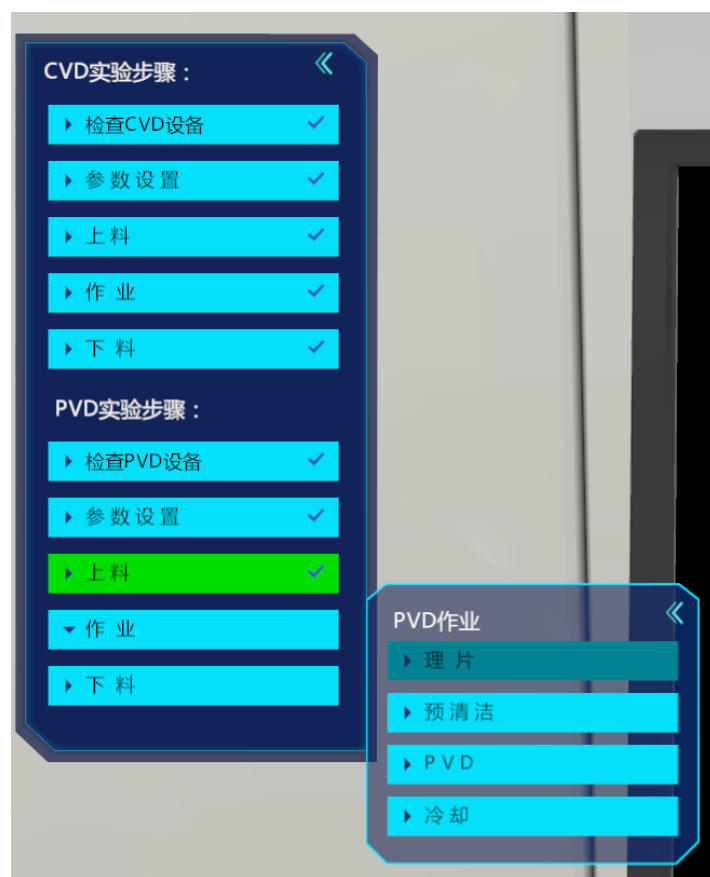 CVD实验步骤：
检查CVD设备
参数设置
上料
作业
下料
PVD实验步骤：
检查PVD设备
参数设置
上料
作业
下料
PVD作业
理片
预清洁
PVD
冷却